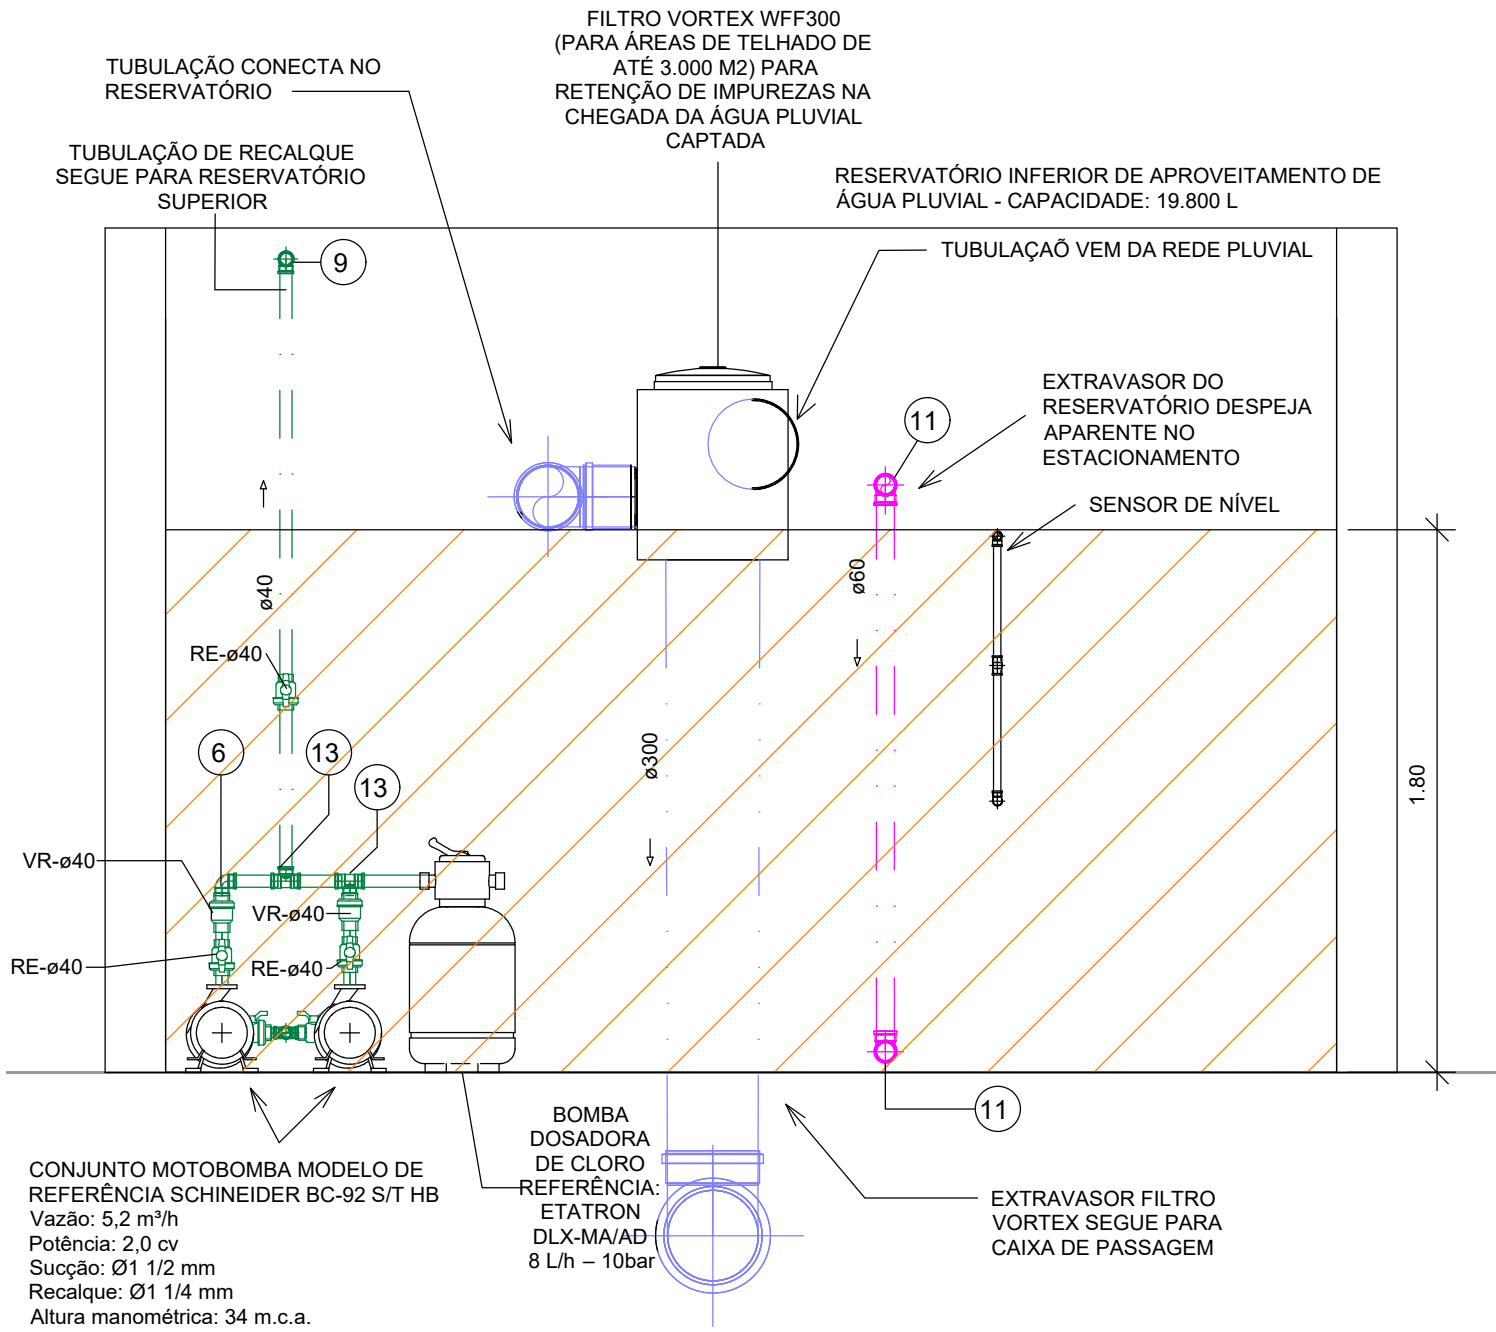 FILTRO VORTEX WFF300
(PARA ÁREAS DE TELHADO DE
ATÉ 3.000 M2) PARA
RETENÇÃO DE IMPUREZAS NA
CHEGADA DA ÁGUA PLUVIAL
CAPTADA
TUBULAÇÃO CONECTA NO
RESERVATÓRIO
TUBULAÇÃO DE RECALQUE
SEGUE PARA RESERVATÓRIO
SUPERIOR
RESERVATÓRIO INFERIOR DE APROVEITAMENTO DE
ÁGUA PLUVIAL - CAPACIDADE: 19.800 L
TUBULAÇAÕ VEM DA REDE PLUVIAL
9
EXTRAVASOR DO
RESERVATÓRIO DESPEJA
APARENTE NO
ESTACIONAMENTO
11
SENSOR DE NÍVEL
ø40
ø60
RE-ø40
ø300
1.80
6
13
13
VR-ø40
VR-ø40
RE-ø40
RE-ø40
11
CONJUNTO MOTOBOMBA MODELO DE
REFERÊNCIA SCHINEIDER BC-92 S/T HB
Vazão: 5,2 m³/h
Potência: 2,0 cv
Sucção: Ø1 1/2 mm
Recalque: Ø1 1/4 mm
Altura manométrica: 34 m.c.a.
BOMBA
DOSADORA
DE CLORO
REFERÊNCIA:
ETATRON
DLX-MA/AD
8 L/h – 10bar
EXTRAVASOR FILTRO
VORTEX SEGUE PARA
CAIXA DE PASSAGEM